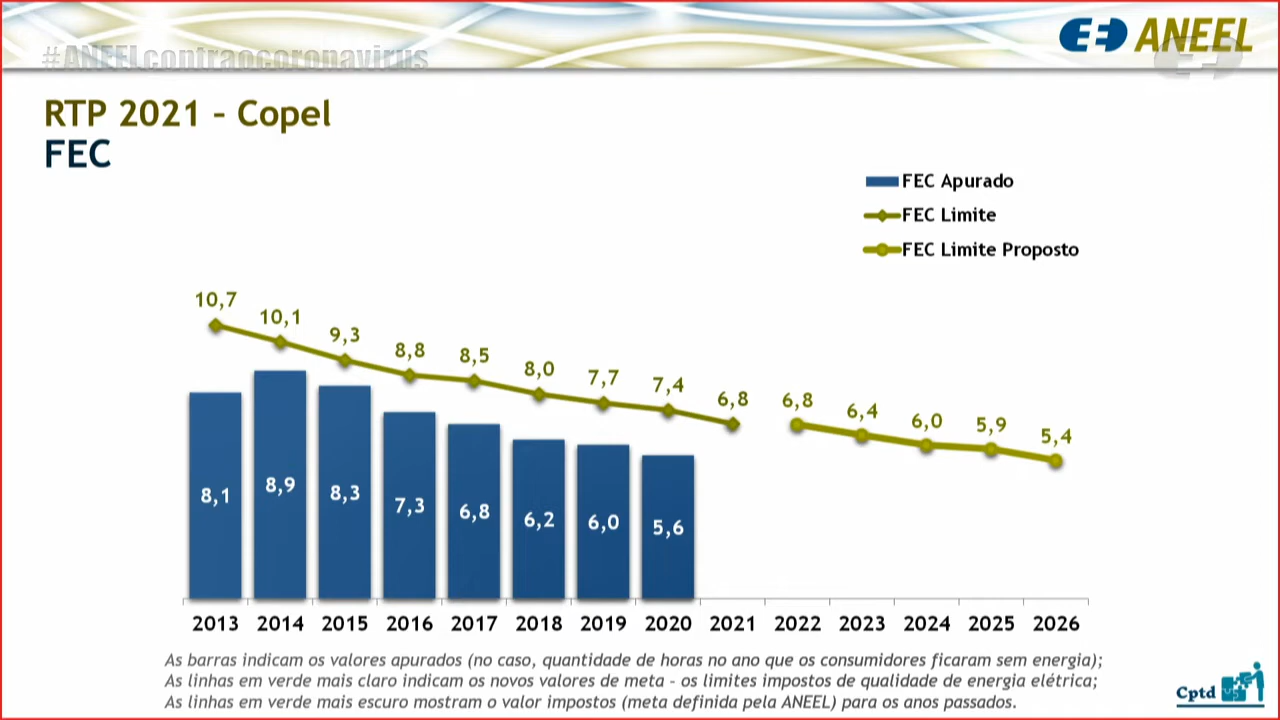 #ANEELcontraocoronavirus
ANEEL
RTP 2021 – Copel
FEC
FEC Apurado
FEC Limite
FEC Limite Proposto
10,7
10,1
9,3
8,8
8,5
8,0
7,7
7,4
6,8
6,8
6,4
6,0
5,9
5,4
8,1
8,9
8,3
7,3
6,8
6,2
6,0
5,6
2013 2014 2015 2016 2017 2018 2019 2020 2021 2022 2023 2024 2025 2026
As barras indicam os valores apurados (no caso, quantidade de horas no ano que os consumidores ficaram sem energia);
As linhas em verde mais claro indicam os novos valores de meta – os limites impostos de qualidade de energia elétrica;
As linhas em verde mais escuro mostram o valor impostos (meta definida pela ANEEL) para os anos passados.
Cptd